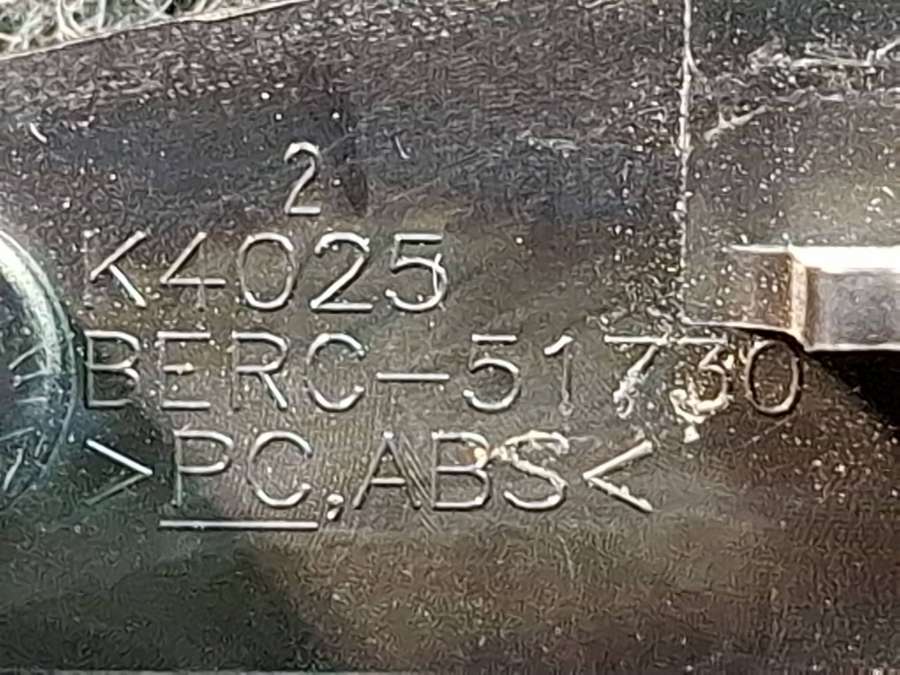 2
K4025
BERC-51730
>PC,ABS<